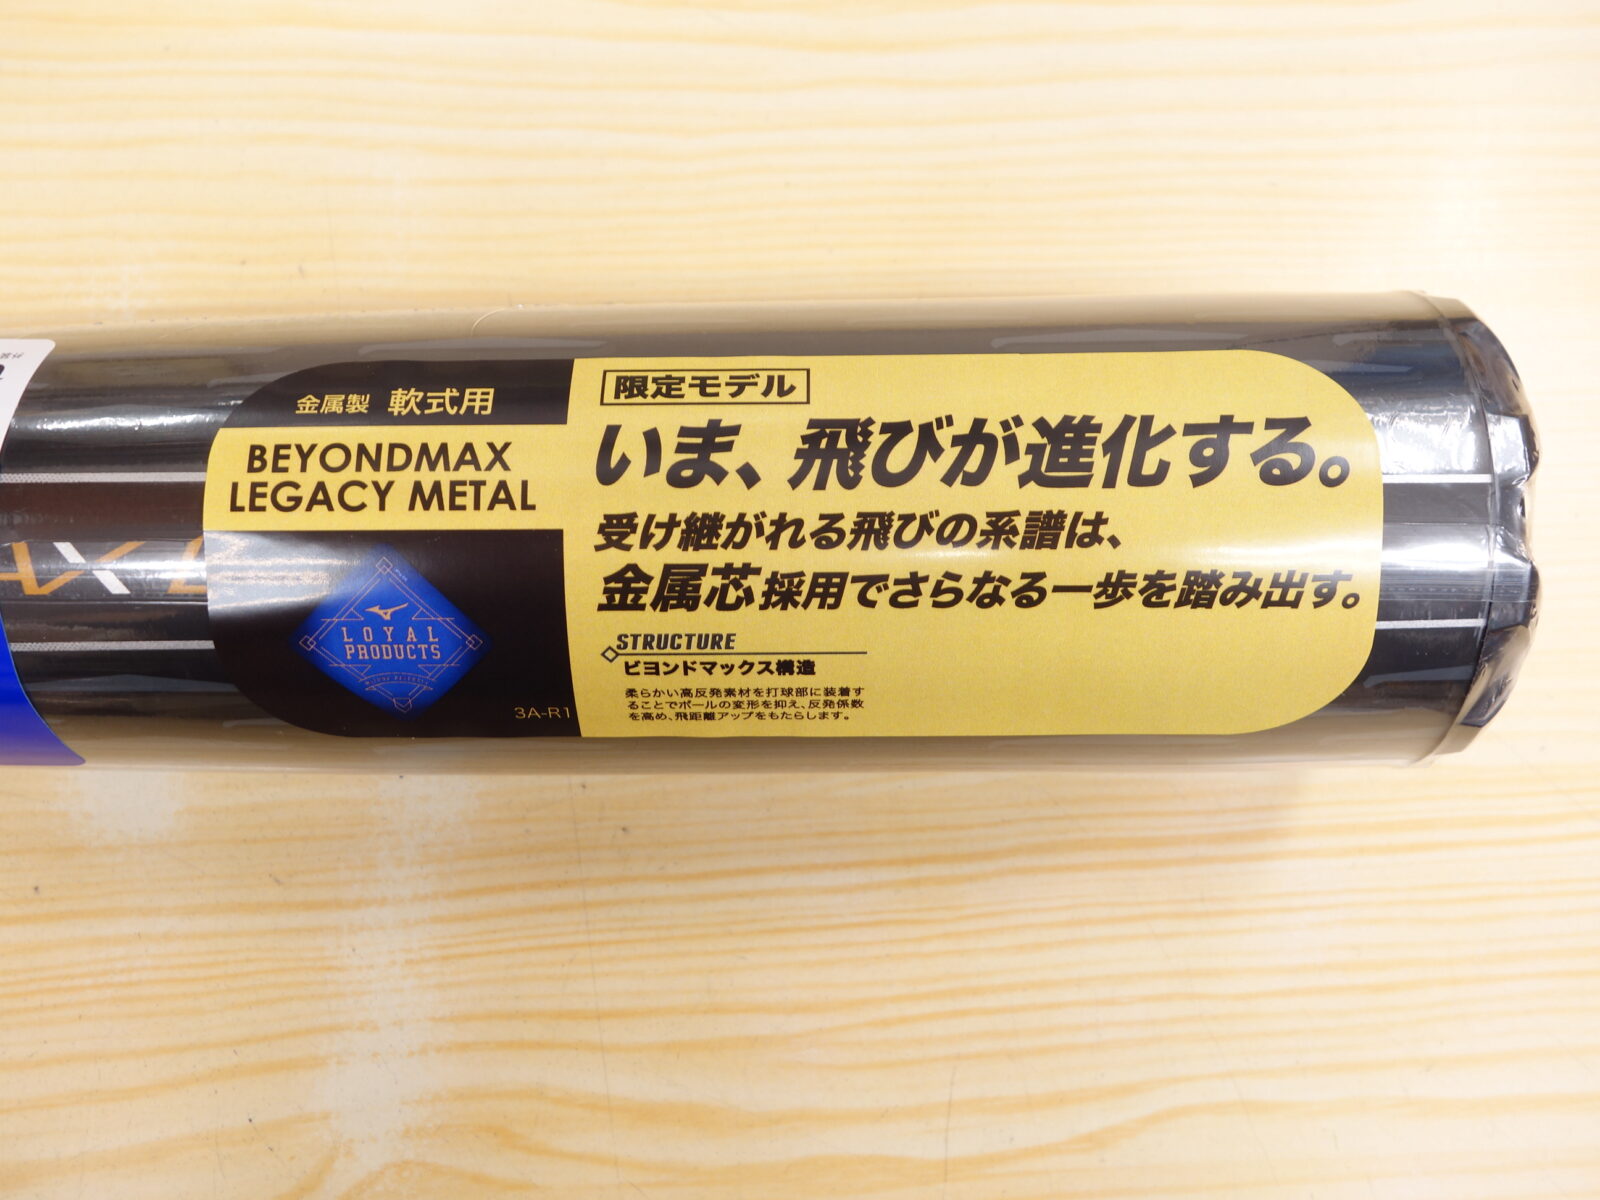 金属製 軟式用
BEYONDMAX
LEGACY METAL
LOYAL
PRODUCTS
3A-R1
限定モデル
いま、飛びが進化する。
受け継がれる飛びの系譜は、
金属芯採用でさらなる一歩を踏み出す。
STRUCTURE
ビヨンドマックス構造
柔らかい高反発素材を打球部に装着す
ることでボールの変形を抑え、反発係数
を高め、飛距離アップをもたらします。